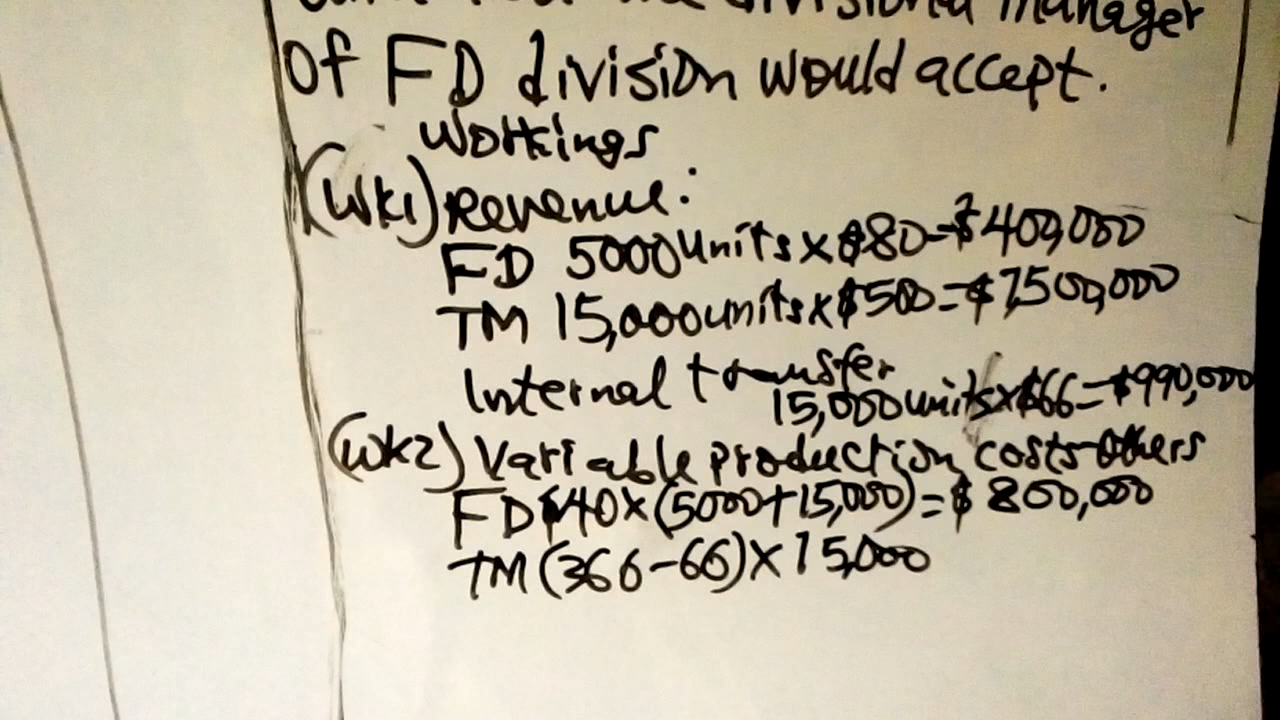 divisional manager
of FD division would accept.
Workings
(WK1) Revenue:
FD 5000 units x $80 = $400,000
TM 15,000 units x $500 = $7,500,000
Internal transfer
15,000 units x $66 = $990,000
(WK2) Variable production costs-others
FD $40 x (5000 + 15,000) = $ 800,000
TM (366-66) x 15,000